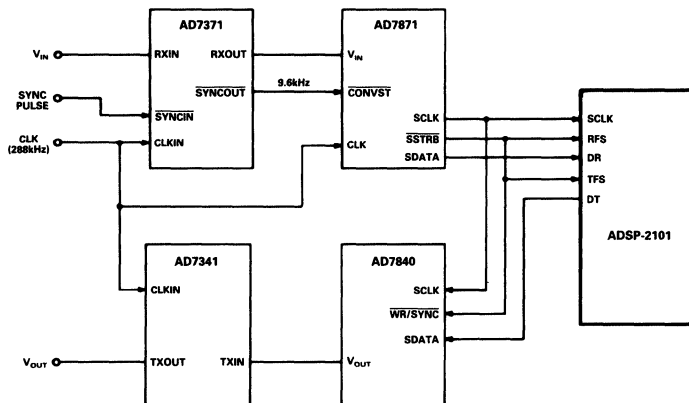 AD7371
AD7871
V_IN
RXIN
RXOUT
V_IN
SYNC
PULSE
SYNCIN
SYNCOUT
9.6kHz
CONVST
CLK
(288kHz)
CLKIN
CLK
SCLK
SSTRB
SDATA
SCLK
RFS
DR
TFS
DT
ADSP-2101
AD7341
AD7840
CLKIN
SCLK
WR/SYNC
SDATA
V_OUT
TXOUT
TXIN
V_OUT